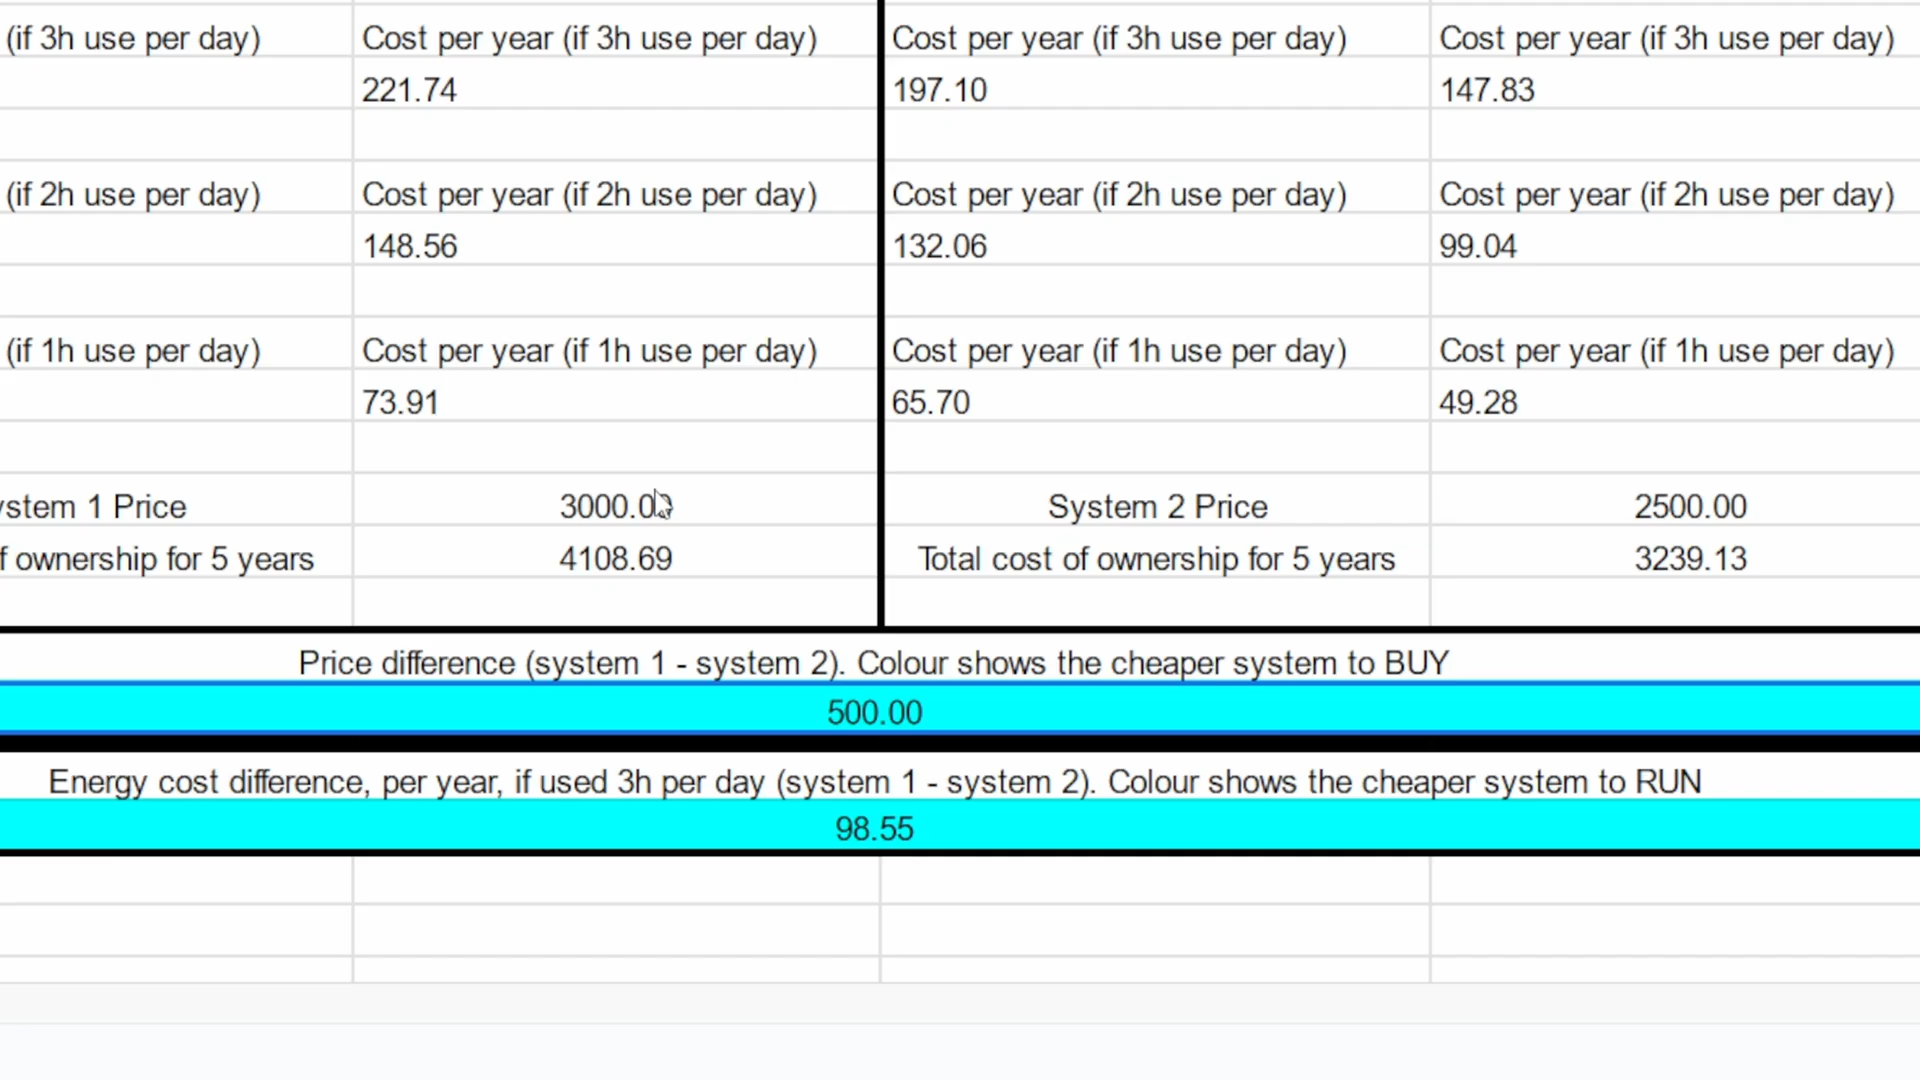 (if 3h use per day) Cost per year (if 3h use per day) Cost per year (if 3h use per day) Cost per year (if 3h use per day)
221.74 197.10 147.83
(if 2h use per day) Cost per year (if 2h use per day) Cost per year (if 2h use per day) Cost per year (if 2h use per day)
148.56 132.06 99.04
(if 1h use per day) Cost per year (if 1h use per day) Cost per year (if 1h use per day) Cost per year (if 1h use per day)
73.91 65.70 49.28
ystem 1 Price 3000.00 System 2 Price 2500.00
f ownership for 5 years 4108.69 Total cost of ownership for 5 years 3239.13
Price difference (system 1 - system 2). Colour shows the cheaper system to BUY
500.00
Energy cost difference, per year, if used 3h per day (system 1 - system 2). Colour shows the cheaper system to RUN
98.55